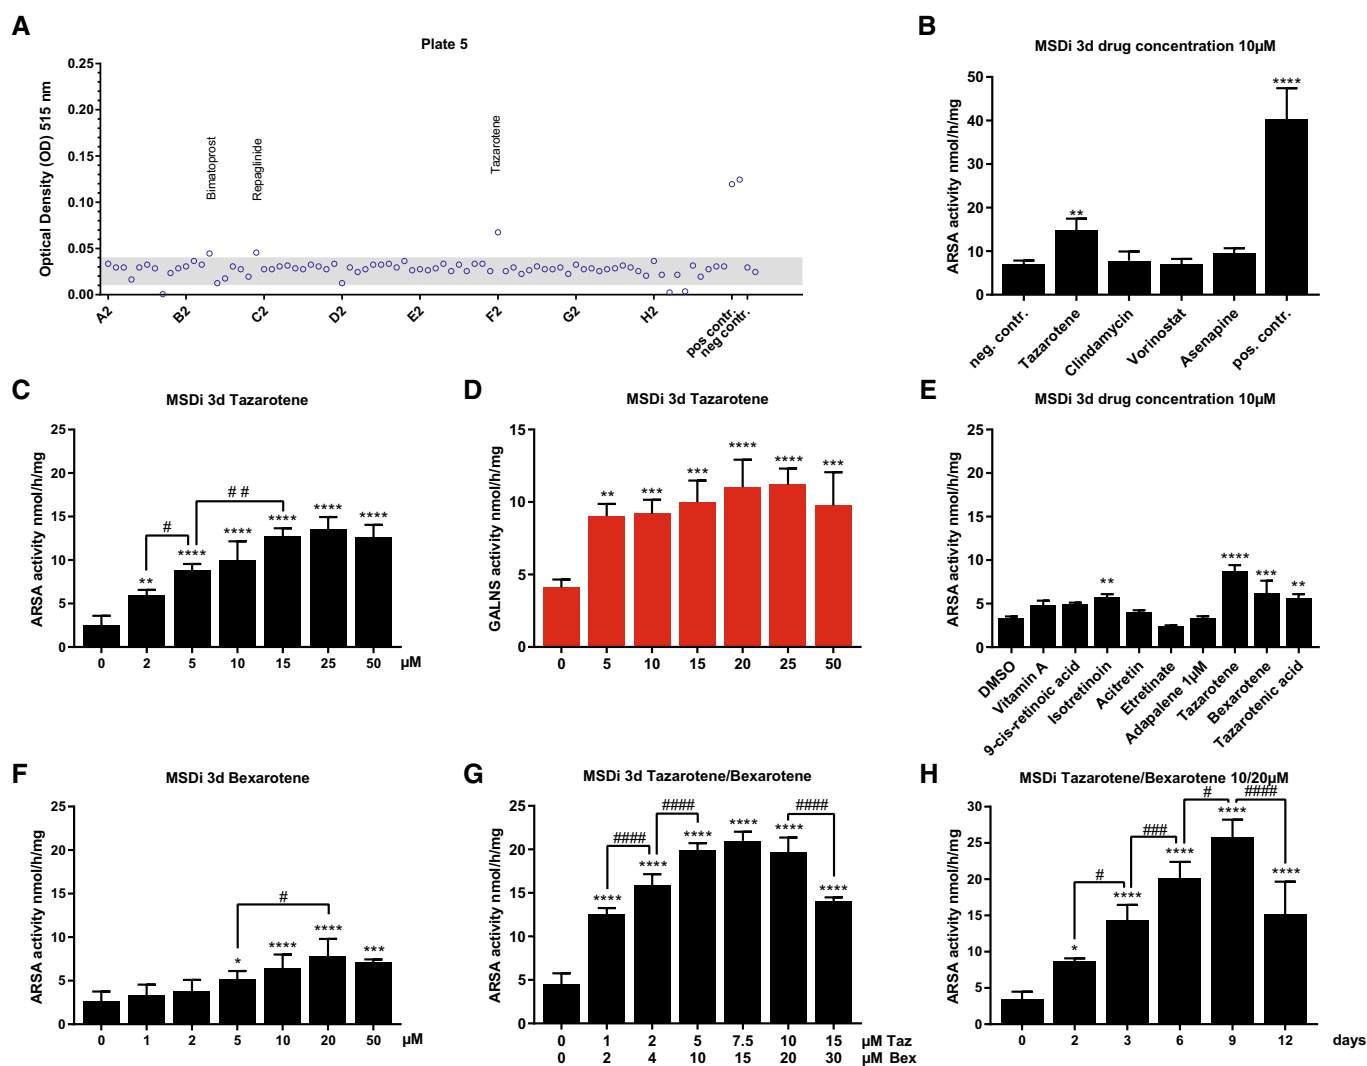 A
Plate 5
Optical Density (OD) 515 nm
0.25
0.20
0.15
0.10
0.05
0.00
Bimatoprost
Repaglinide
Tazarotene
A2
B2
C2
D2
E2
F2
G2
H2
pos contr.
neg contr.
B
MSDi 3d drug concentration 10µM
ARSA activity nmol/h/mg
50
40
30
20
10
0
**
****
neg. contr.
Tazarotene
Clindamycin
Vorinostat
Asenapine
pos. contr.
C
MSDi 3d Tazarotene
ARSA activity nmol/h/mg
25
20
15
10
5
0
# #
#
**
****
****
****
****
****
0 2 5 10 15 25 50 µM
D
MSDi 3d Tazarotene
GALNS activity nmol/h/mg
15
10
5
0
**
***
***
****
****
***
0 5 10 15 20 25 50
E
MSDi 3d drug concentration 10µM
ARSA activity nmol/h/mg
25
20
15
10
5
0
**
****
***
**
DMSO
Vitamin A
9-cis-retinoic acid
Isotretinoin
Acitretin
Etretinate
Adapalene 1µM
Tazarotene
Bexarotene
Tazarotenic acid
F
MSDi 3d Bexarotene
ARSA activity nmol/h/mg
25
20
15
10
5
0
#
*
****
****
***
0 1 2 5 10 20 50 µM
G
MSDi 3d Tazarotene/Bexarotene
ARSA activity nmol/h/mg
25
20
15
10
5
0
####
####
####
****
****
****
****
****
****
0 1 2 5 7.5 10 15 µM Taz
0 2 4 10 15 20 30 µM Bex
H
MSDi Tazarotene/Bexarotene 10/20µM
ARSA activity nmol/h/mg
30
25
20
15
10
5
0
#
###
#
####
*
****
****
****
****
0 2 3 6 9 12 days